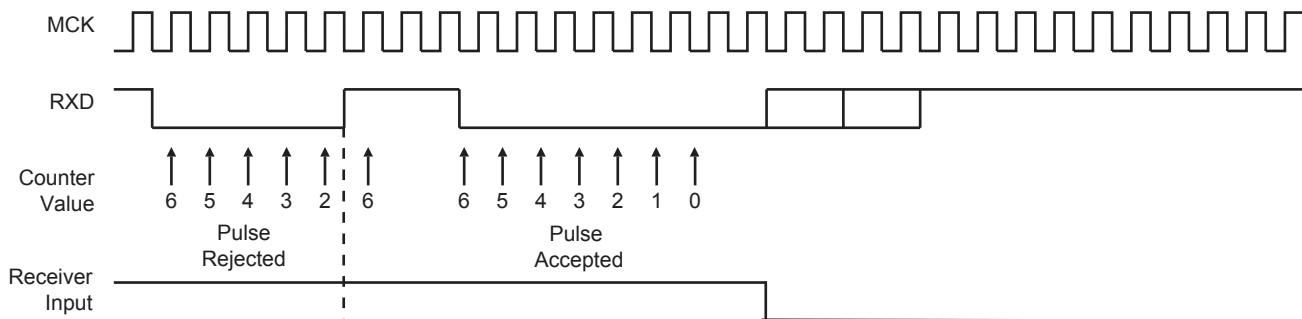 MCK
RXD
Counter
Value
6 5 4 3 2 6 6 5 4 3 2 1 0
Pulse
Rejected
Pulse
Accepted
Receiver
Input